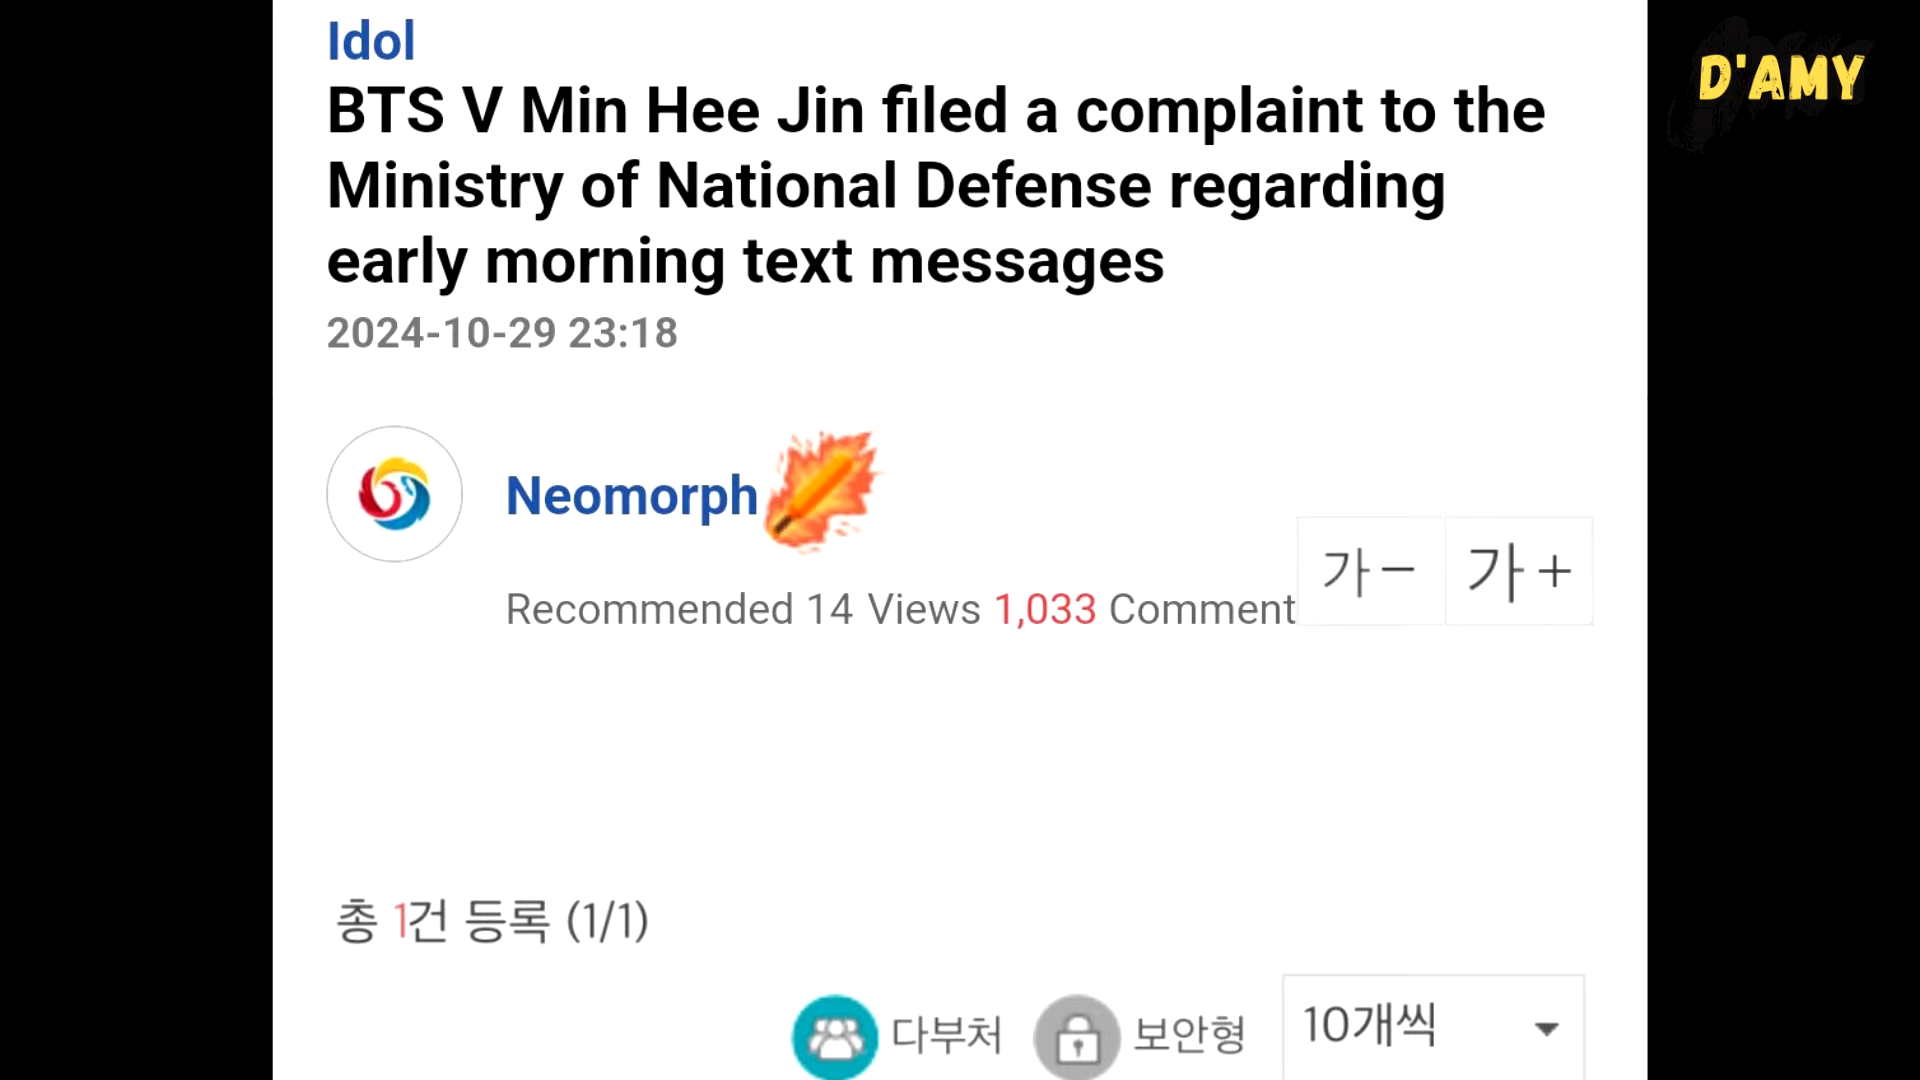 Idol
D'AMY
BTS V Min Hee Jin filed a complaint to the
Ministry of National Defense regarding
early morning text messages
2024-10-29 23:18
Neomorph
가 -
가 +
Recommended 14 Views 1,033 Comment
총 1건 등록 (1/1)
다부처
보안형
10개씩